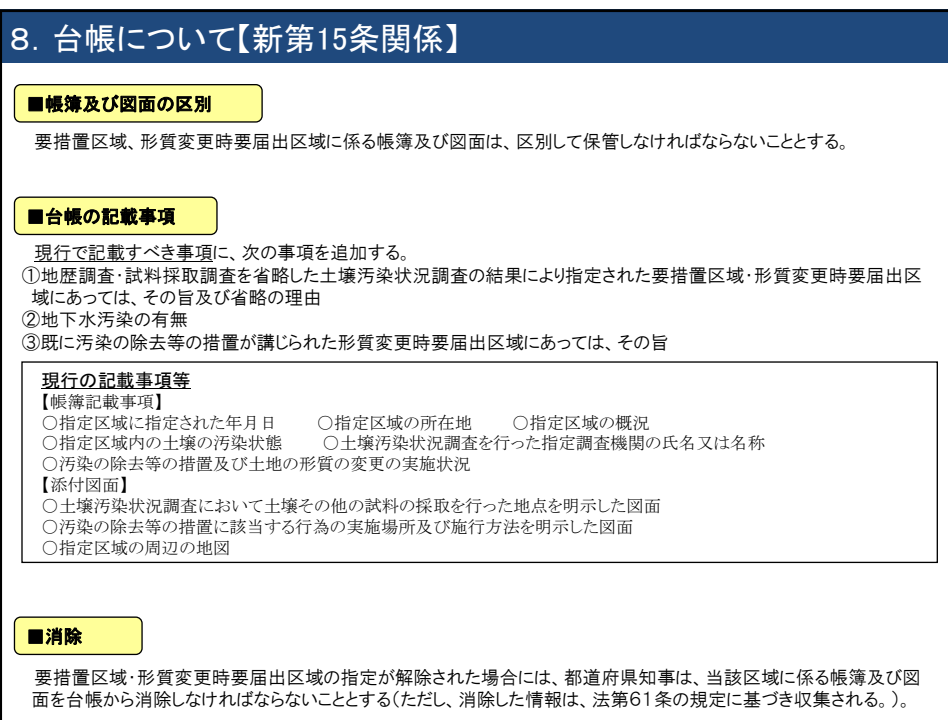 ８．台帳について【新第15条関係】
■帳簿及び図面の区別
要措置区域、形質変更時要届出区域に係る帳簿及び図面は、区別して保管しなければならないこととする。
■台帳の記載事項
現行で記載すべき事項に、次の事項を追加する。
①地歴調査・試料採取調査を省略した土壌汚染状況調査の結果により指定された要措置区域・形質変更時要届出区
域にあっては、その旨及び省略の理由
②地下水汚染の有無
③既に汚染の除去等の措置が講じられた形質変更時要届出区域にあっては、その旨
現行の記載事項等
【帳簿記載事項】
○指定区域に指定された年月日　○指定区域の所在地　○指定区域の概況
○指定区域内の土壌の汚染状態　○土壌汚染状況調査を行った指定調査機関の氏名又は名称
○汚染の除去等の措置及び土地の形質の変更の実施状況
【添付図面】
○土壌汚染状況調査において土壌その他の試料の採取を行った地点を明示した図面
○汚染の除去等の措置に該当する行為の実施場所及び施行方法を明示した図面
○指定区域の周辺の地図
■消除
要措置区域・形質変更時要届出区域の指定が解除された場合には、都道府県知事は、当該区域に係る帳簿及び図
面を台帳から消除しなければならないこととする（ただし、消除した情報は、法第６１条の規定に基づき収集される。）。